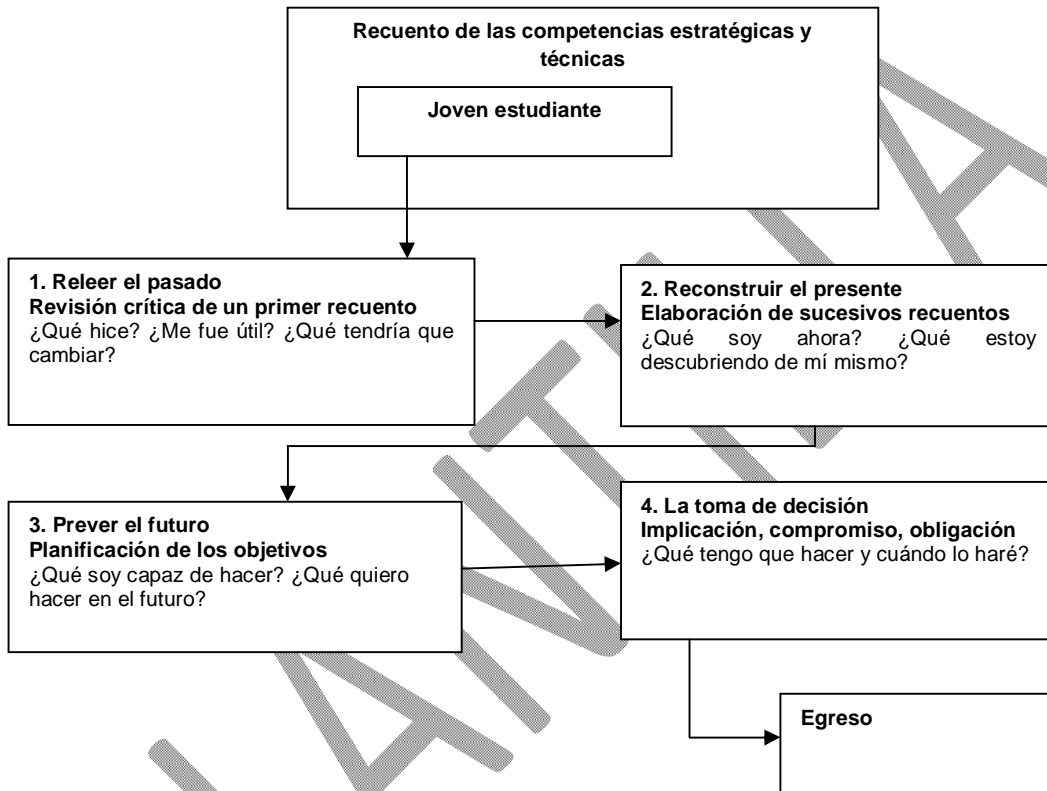 Recuento de las competencias estratégicas y
técnicas
Joven estudiante
1. Releer el pasado
Revisión crítica de un primer recuento
¿Qué hice? ¿Me fue útil? ¿Qué tendría que
cambiar?
2. Reconstruir el presente
Elaboración de sucesivos recuentos
¿Qué soy ahora? ¿Qué estoy
descubriendo de mí mismo?
3. Prever el futuro
Planificación de los objetivos
¿Qué soy capaz de hacer? ¿Qué quiero
hacer en el futuro?
4. La toma de decisión
Implicación, compromiso, obligación
¿Qué tengo que hacer y cuándo lo haré?
Egreso